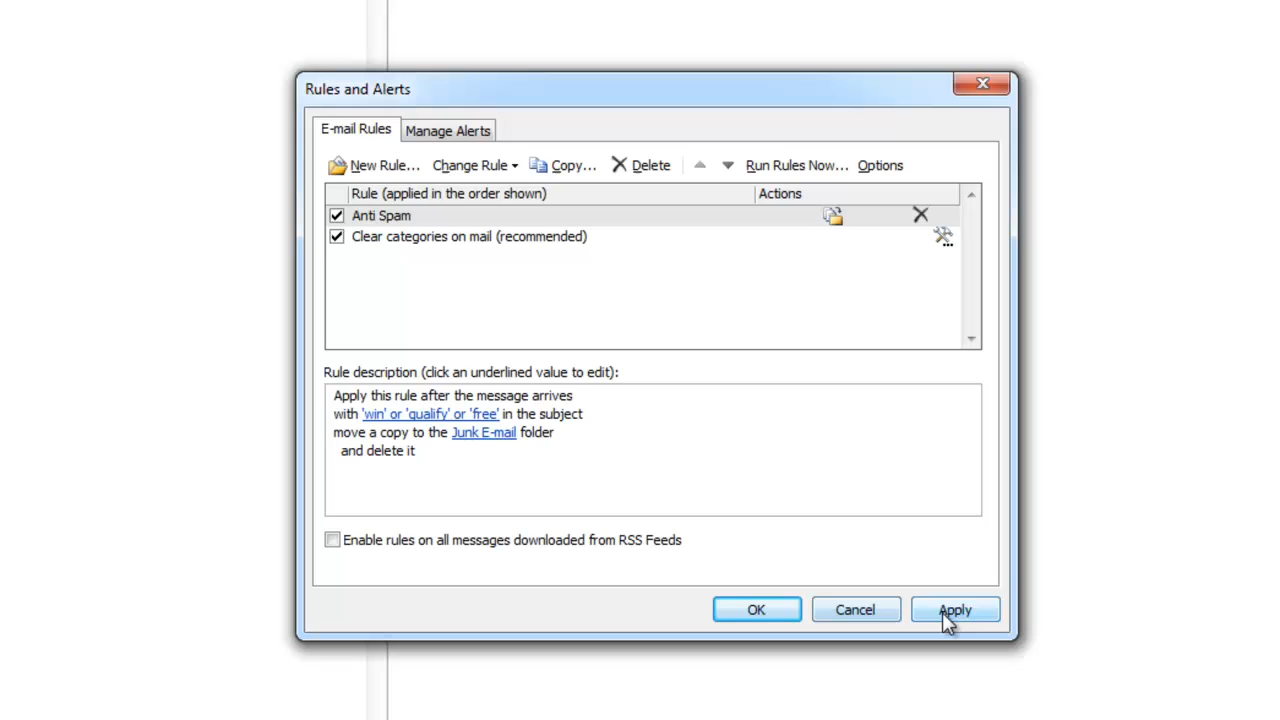 Rules and Alerts
E-mail Rules Manage Alerts
New Rule... Change Rule Copy... Delete Run Rules Now... Options
Rule (applied in the order shown) Actions
Anti Spam
Clear categories on mail (recommended)
Rule description (click an underlined value to edit):
Apply this rule after the message arrives
with 'win' or 'qualify' or 'free' in the subject
move a copy to the Junk E-mail folder
and delete it
Enable rules on all messages downloaded from RSS Feeds
OK Cancel Apply